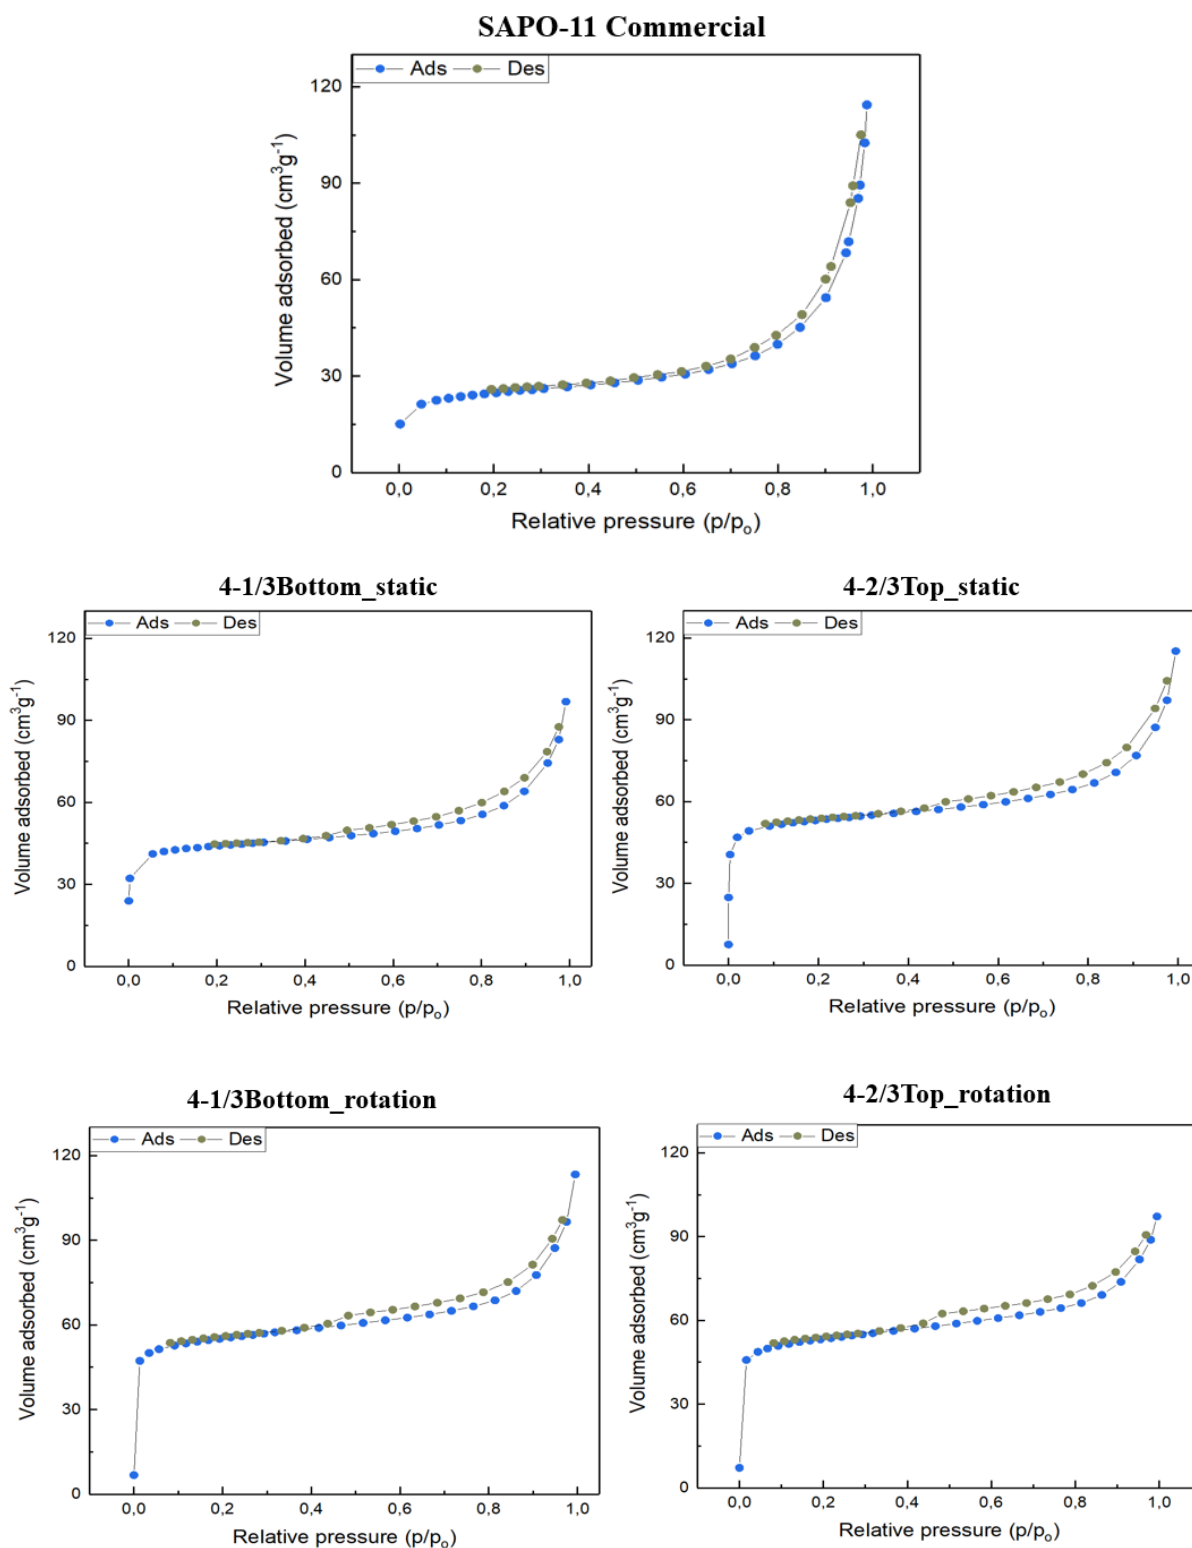 SAPO-11 Commercial
Ads Des
Volume adsorbed (cm³g⁻¹)
120
90
60
30
0
0,0 0,2 0,4 0,6 0,8 1,0
Relative pressure (p/pₒ)
4-1/3Bottom_static
Ads Des
Volume adsorbed (cm³g⁻¹)
120
90
60
30
0
0,0 0,2 0,4 0,6 0,8 1,0
Relative pressure (p/pₒ)
4-2/3Top_static
Ads Des
Volume adsorbed (cm³g⁻¹)
120
90
60
30
0
0,0 0,2 0,4 0,6 0,8 1,0
Relative pressure (p/pₒ)
4-1/3Bottom_rotation
Ads Des
Volume adsorbed (cm³g⁻¹)
120
90
60
30
0
0,0 0,2 0,4 0,6 0,8 1,0
Relative pressure (p/pₒ)
4-2/3Top_rotation
Ads Des
Volume adsorbed (cm³g⁻¹)
120
90
60
30
0
0,0 0,2 0,4 0,6 0,8 1,0
Relative pressure (p/pₒ)